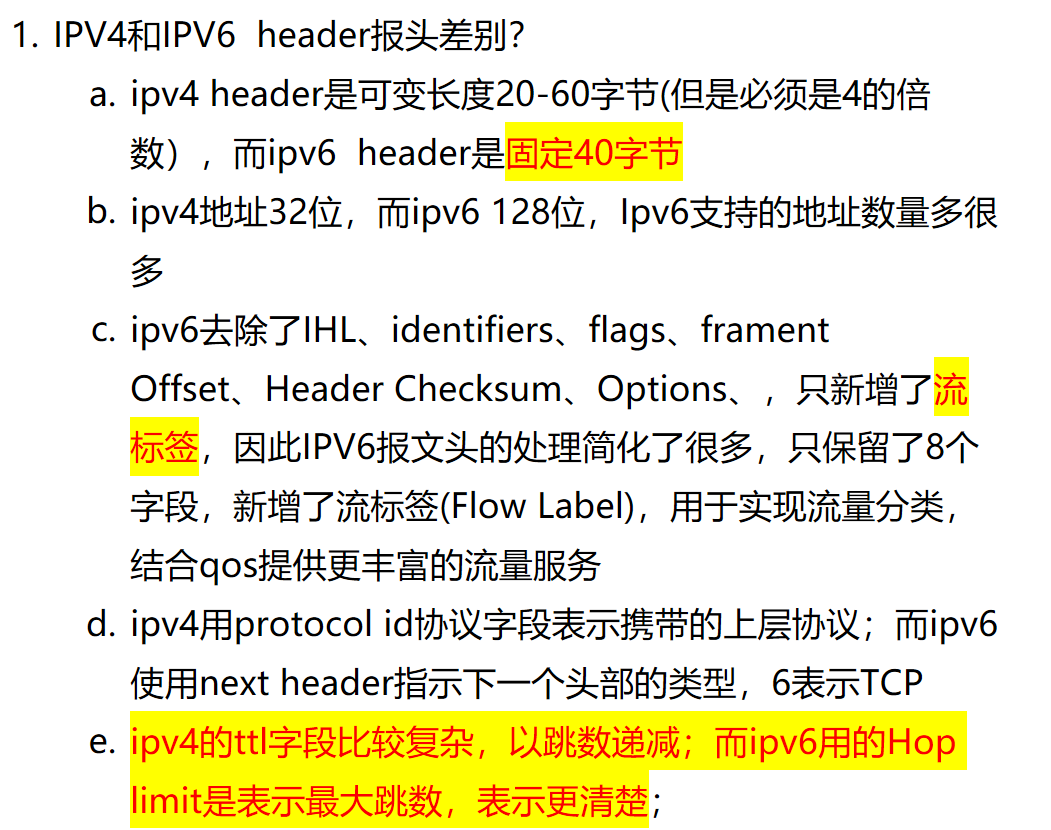 1. IPV4和IPV6 header报头差别？
a. ipv4 header是可变长度20-60字节(但是必须是4的倍
数），而ipv6 header是固定40字节
b. ipv4地址32位，而ipv6 128位，Ipv6支持的地址数量多很
多
c. ipv6去除了IHL、identifiers、flags、frament
Offset、Header Checksum、Options、，只新增了流
标签，因此IPV6报文头的处理简化了很多，只保留了8个
字段，新增了流标签(Flow Label)，用于实现流量分类，
结合qos提供更丰富的流量服务
d. ipv4用protocol id协议字段表示携带的上层协议；而ipv6
使用next header指示下一个头部的类型，6表示TCP
e. ipv4的ttl字段比较复杂，以跳数递减；而ipv6用的Hop
limit是表示最大跳数，表示更清楚；